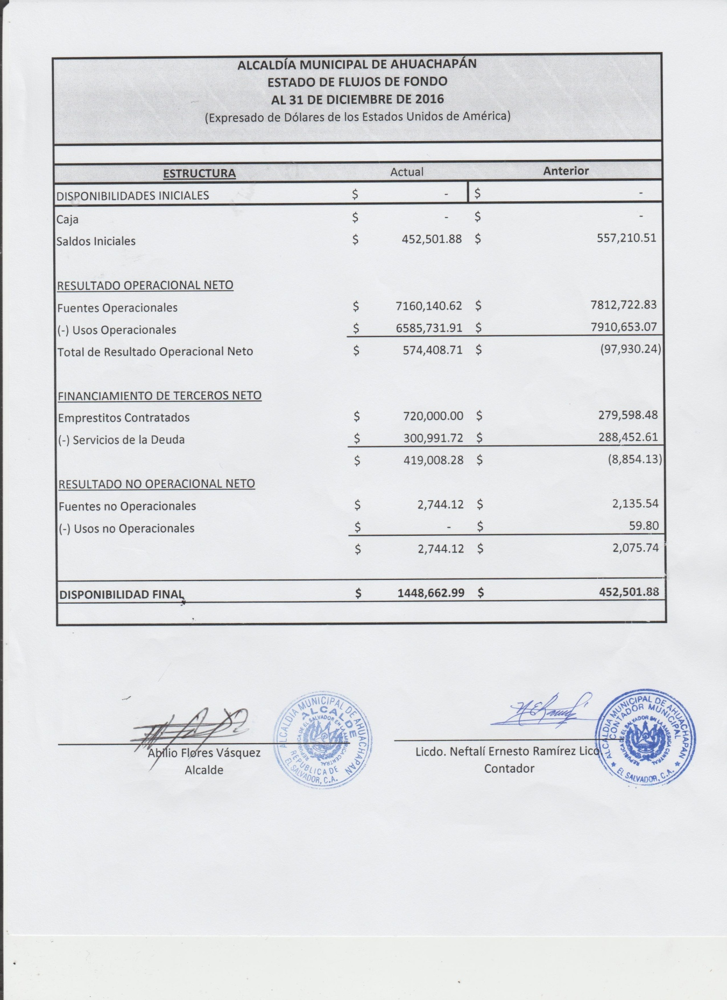 ALCALDÍA MUNICIPAL DE AHUACHAPÁN
ESTADO DE FLUJOS DE FONDO
AL 31 DE DICIEMBRE DE 2016
(Expresado de Dólares de los Estados Unidos de América)
ESTRUCTURA Actual Anterior
DISPONIBILIDADES INICIALES $ - $ -
Caja $ - $ -
Saldos Iniciales $ 452,501.88 $ 557,210.51
RESULTADO OPERACIONAL NETO
Fuentes Operacionales $ 7160,140.62 $ 7812,722.83
(-) Usos Operacionales $ 6585,731.91 $ 7910,653.07
Total de Resultado Operacional Neto $ 574,408.71 $ (97,930.24)
FINANCIAMIENTO DE TERCEROS NETO
Emprestitos Contratados $ 720,000.00 $ 279,598.48
(-) Servicios de la Deuda $ 300,991.72 $ 288,452.61
$ 419,008.28 $ (8,854.13)
RESULTADO NO OPERACIONAL NETO
Fuentes no Operacionales $ 2,744.12 $ 2,135.54
(-) Usos no Operacionales $ - $ 59.80
$ 2,744.12 $ 2,075.74
DISPONIBILIDAD FINAL $ 1448,662.99 $ 452,501.88
Abilio Flores Vásquez
Alcalde
ALCALDIA MUNICIPAL DE AHUACHAPAN
ALCALDE
REPUBLICA DE EL SALVADOR EN LA AMERICA CENTRAL
REPUBLICA DE
EL SALVADOR, C.A.
Licdo. Neftalí Ernesto Ramírez Lico
Contador
ALCALDIA MUNICIPAL DE AHUACHAPAN
CONTADOR MUNICIPAL
REPUBLICA DE EL SALVADOR EN LA AMERICA CENTRAL
EL SALVADOR, C.A.